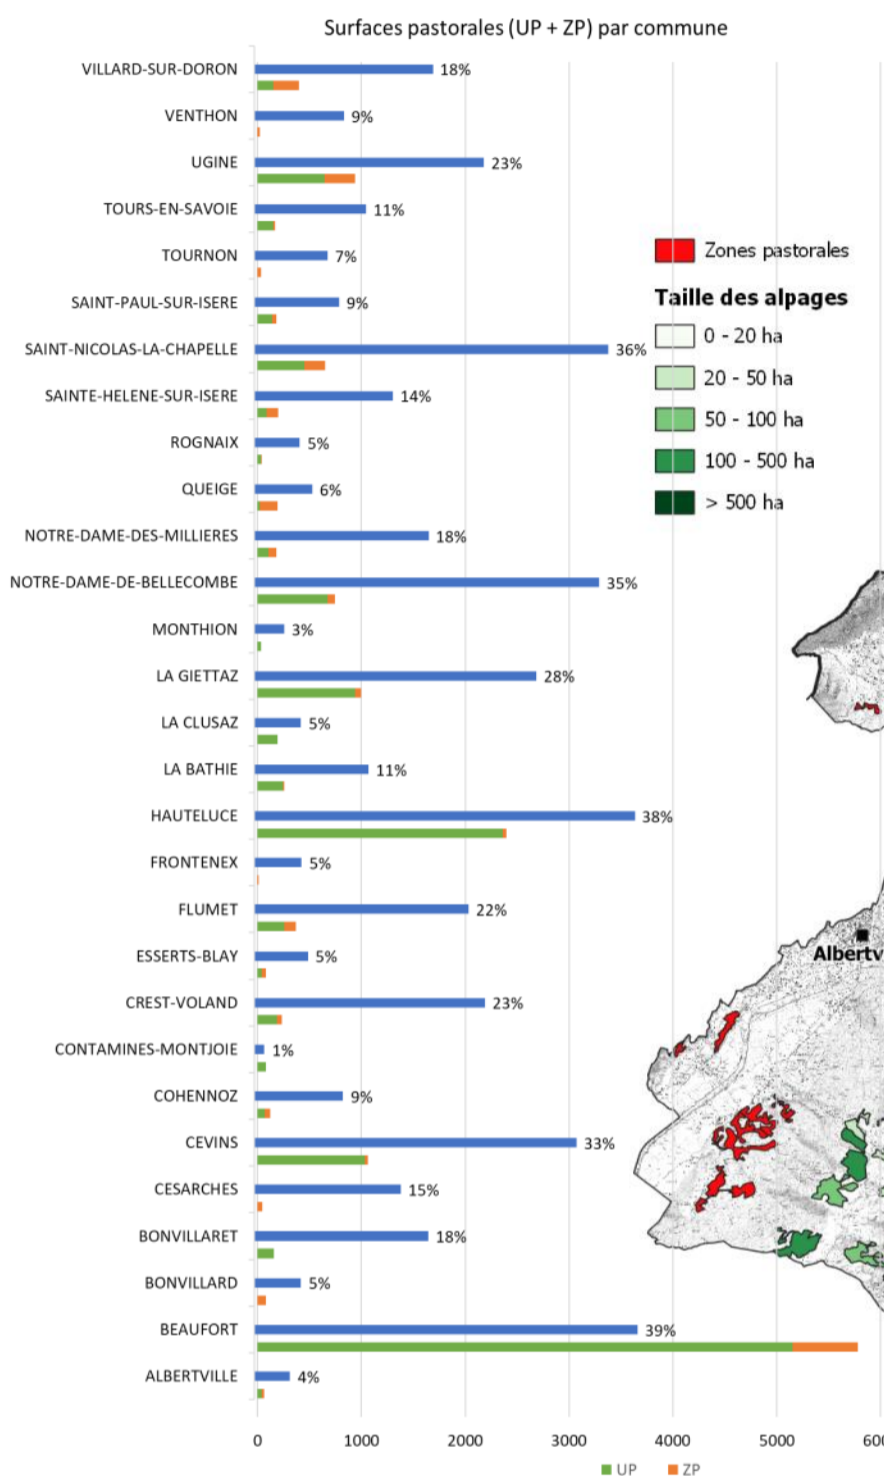 Surfaces pastorales (UP + ZP) par commune
VILLARD-SUR-DORON 18%
VENTHON 9%
UGINE 23%
TOURS-EN-SAVOIE 11%
TOURNON 7%
SAINT-PAUL-SUR-ISERE 9%
SAINT-NICOLAS-LA-CHAPELLE 36%
SAINTE-HELENE-SUR-ISERE 14%
ROGNAIX 5%
QUEIGE 6%
NOTRE-DAME-DES-MILLIERES 18%
NOTRE-DAME-DE-BELLECOMBE 35%
MONTHION 3%
LA GIETTAZ 28%
LA CLUSAZ 5%
LA BATHIE 11%
HAUTELUCE 38%
FRONTENEX 5%
FLUMET 22%
ESSERTS-BLAY 5%
CREST-VOLAND 23%
CONTAMINES-MONTJOIE 1%
COHENNOZ 9%
CEVINS 33%
CESARCHES 15%
BONVILLARET 18%
BONVILLARD 5%
BEAUFORT 39%
ALBERTVILLE 4%
0 1000 2000 3000 4000 5000 600
UP ZP
Zones pastorales
Taille des alpages
0 - 20 ha
20 - 50 ha
50 - 100 ha
100 - 500 ha
> 500 ha
Albertv